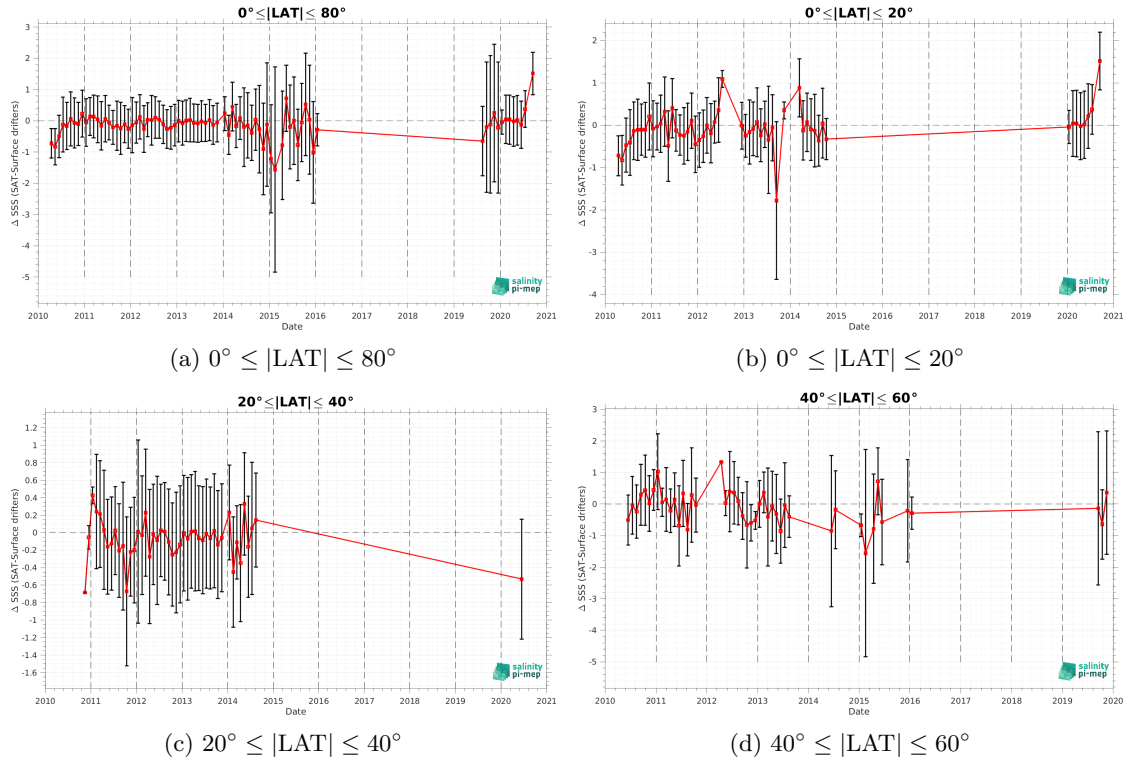 0°≤|LAT|≤ 80°
Δ SSS (SAT-Surface drifters)
3
2
1
0
-1
-2
-3
-4
-5
salinity
pi-mep
2010 2011 2012 2013 2014 2015 2016 2017 2018 2019 2020 2021
Date
(a) 0° ≤ |LAT| ≤ 80°
0°≤|LAT|≤ 20°
Δ SSS (SAT-Surface drifters)
2
1
0
-1
-2
-3
-4
salinity
pi-mep
2010 2011 2012 2013 2014 2015 2016 2017 2018 2019 2020 2021
Date
(b) 0° ≤ |LAT| ≤ 20°
20°≤|LAT|≤ 40°
Δ SSS (SAT-Surface drifters)
1.2
1
0.8
0.6
0.4
0.2
0
-0.2
-0.4
-0.6
-0.8
-1
-1.2
-1.4
-1.6
salinity
pi-mep
2010 2011 2012 2013 2014 2015 2016 2017 2018 2019 2020 2021
Date
(c) 20° ≤ |LAT| ≤ 40°
40°≤|LAT|≤ 60°
Δ SSS (SAT-Surface drifters)
3
2
1
0
-1
-2
-3
-4
-5
salinity
pi-mep
2010 2011 2012 2013 2014 2015 2016 2017 2018 2019 2020
Date
(d) 40° ≤ |LAT| ≤ 60°